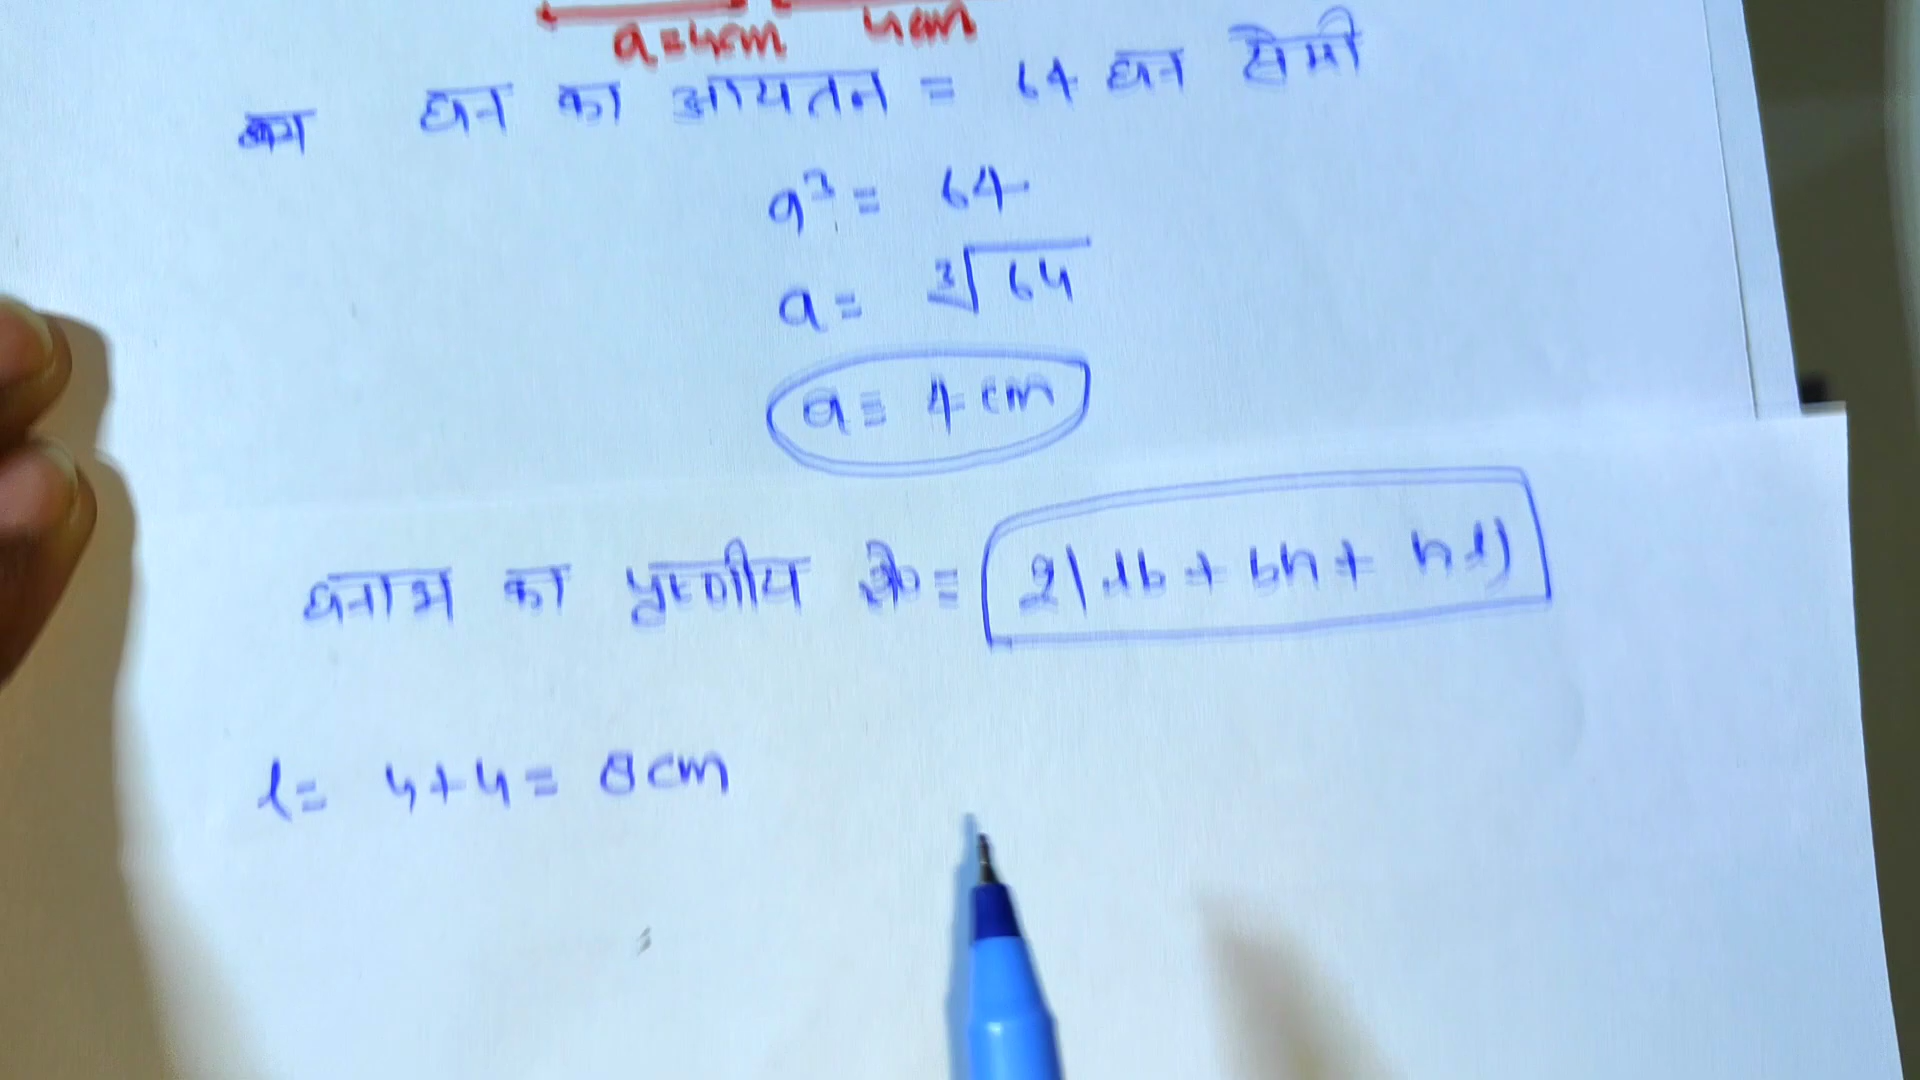 a=4cm 4cm
घन का आयतन = 64 घन सेमी
a³ = 64
a = ∛64
a = 4 cm
घनाभ का पृष्ठीय क्षे० = 2(lb + bh + hl)
l = 4+4 = 8cm